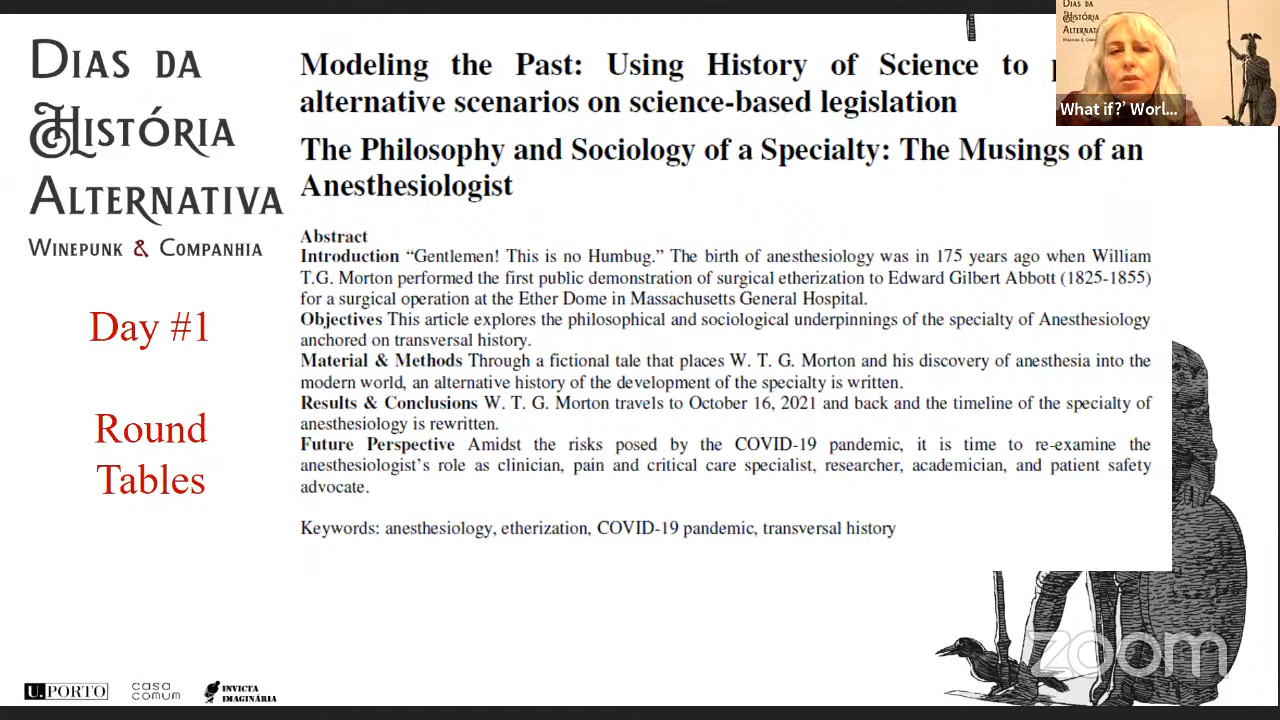 DIAS DA
HISTÓRIA
ALTERNATIVA
WINEPUNK & COMPANHIA
Day #1
Round
Tables
Modeling the Past: Using History of Science to
alternative scenarios on science-based legislation
The Philosophy and Sociology of a Specialty: The Musings of an
Anesthesiologist
Abstract
Introduction “Gentlemen! This is no Humbug.” The birth of anesthesiology was in 175 years ago when William
T.G. Morton performed the first public demonstration of surgical etherization to Edward Gilbert Abbott (1825-1855)
for a surgical operation at the Ether Dome in Massachusetts General Hospital.
Objectives This article explores the philosophical and sociological underpinnings of the specialty of Anesthesiology
anchored on transversal history.
Material & Methods Through a fictional tale that places W. T. G. Morton and his discovery of anesthesia into the
modern world, an alternative history of the development of the specialty is written.
Results & Conclusions W. T. G. Morton travels to October 16, 2021 and back and the timeline of the specialty of
anesthesiology is rewritten.
Future Perspective Amidst the risks posed by the COVID-19 pandemic, it is time to re-examine the
anesthesiologist’s role as clinician, pain and critical care specialist, researcher, academician, and patient safety
advocate.
Keywords: anesthesiology, etherization, COVID-19 pandemic, transversal history
DIAS DA
HISTÓRIA
What if?’ Worl...
U.PORTO
casa
comum
INVICTA
IMAGINÁRIA
zoom